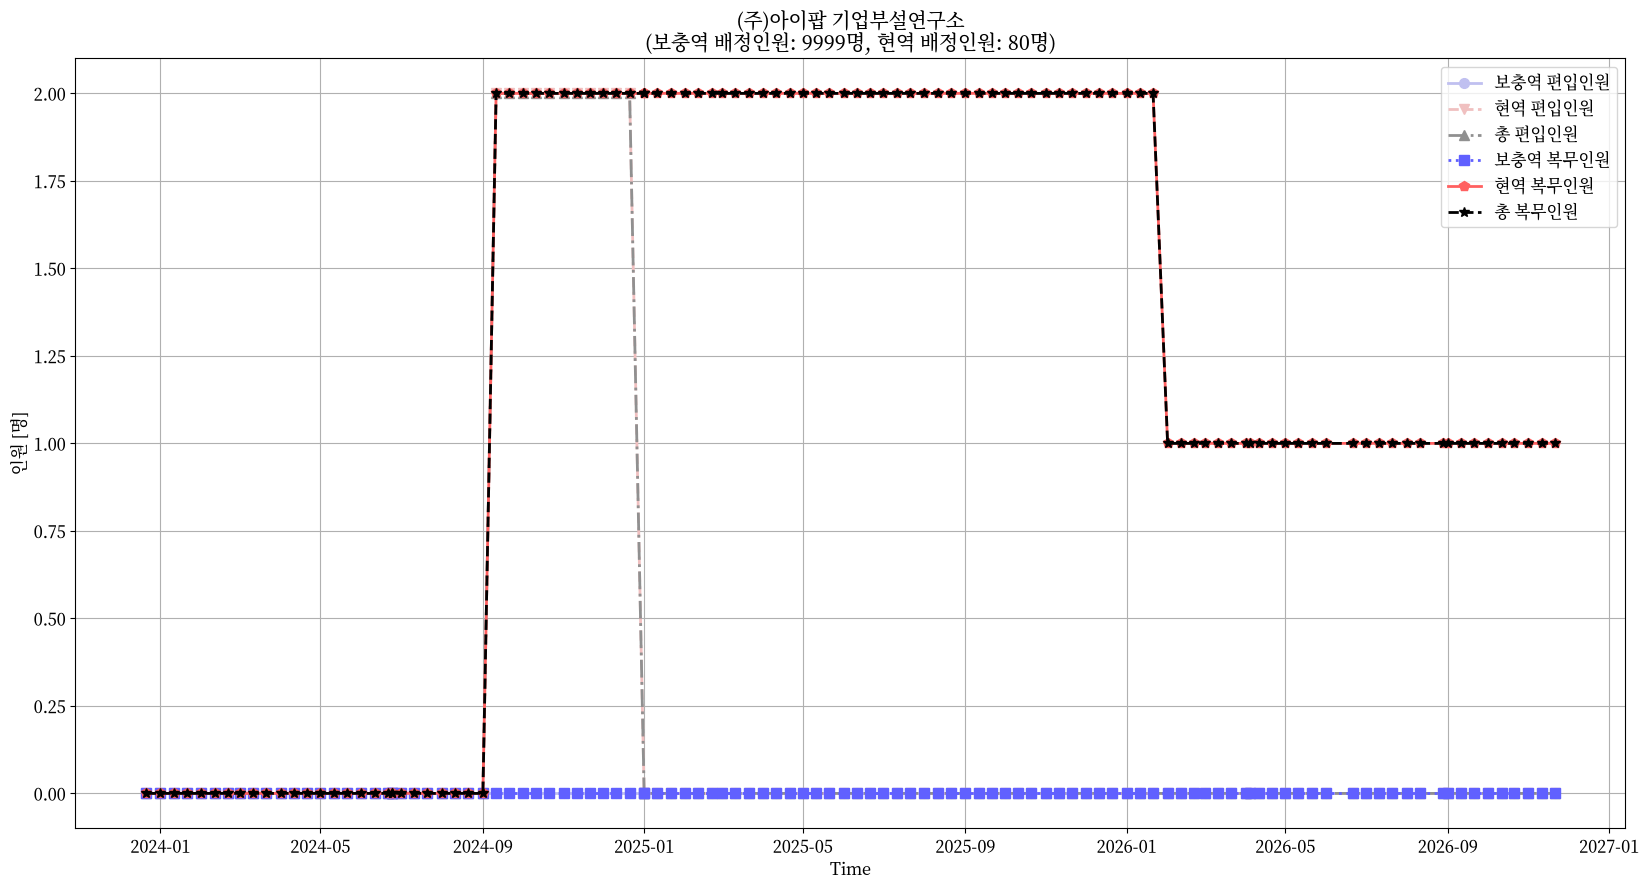 (주)아이팝 기업부설연구소
(보충역 배정인원: 9999명, 현역 배정인원: 80명)
보충역 편입인원
현역 편입인원
총 편입인원
보충역 복무인원
현역 복무인원
총 복무인원
인원 [명]
2.00
1.75
1.50
1.25
1.00
0.75
0.50
0.25
0.00
2024-01 2024-05 2024-09 2025-01 2025-05 2025-09 2026-01 2026-05 2026-09 2027-01
Time